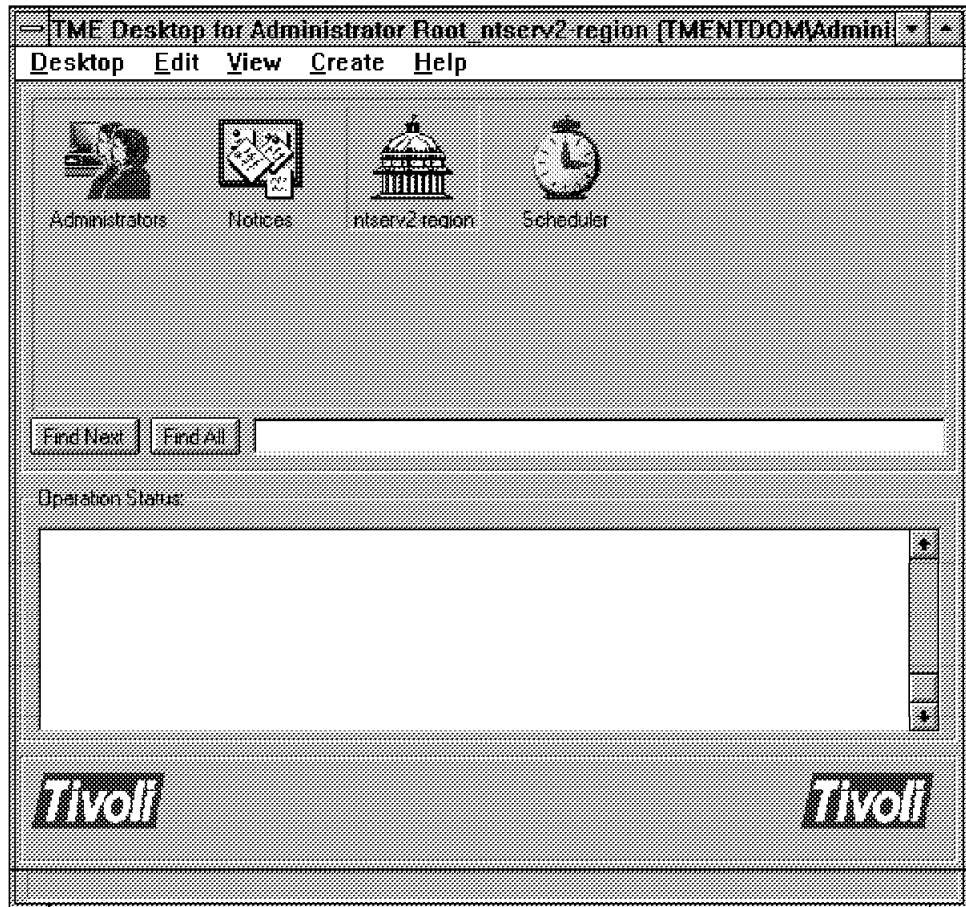 TME Desktop for Administrator Root_ntserv2-region (TMENTDOM\Admini
Desktop Edit View Create Help
Administrators Notices ntserv2-region Scheduler
Find Next Find All
Operation Status:
Tivoli Tivoli